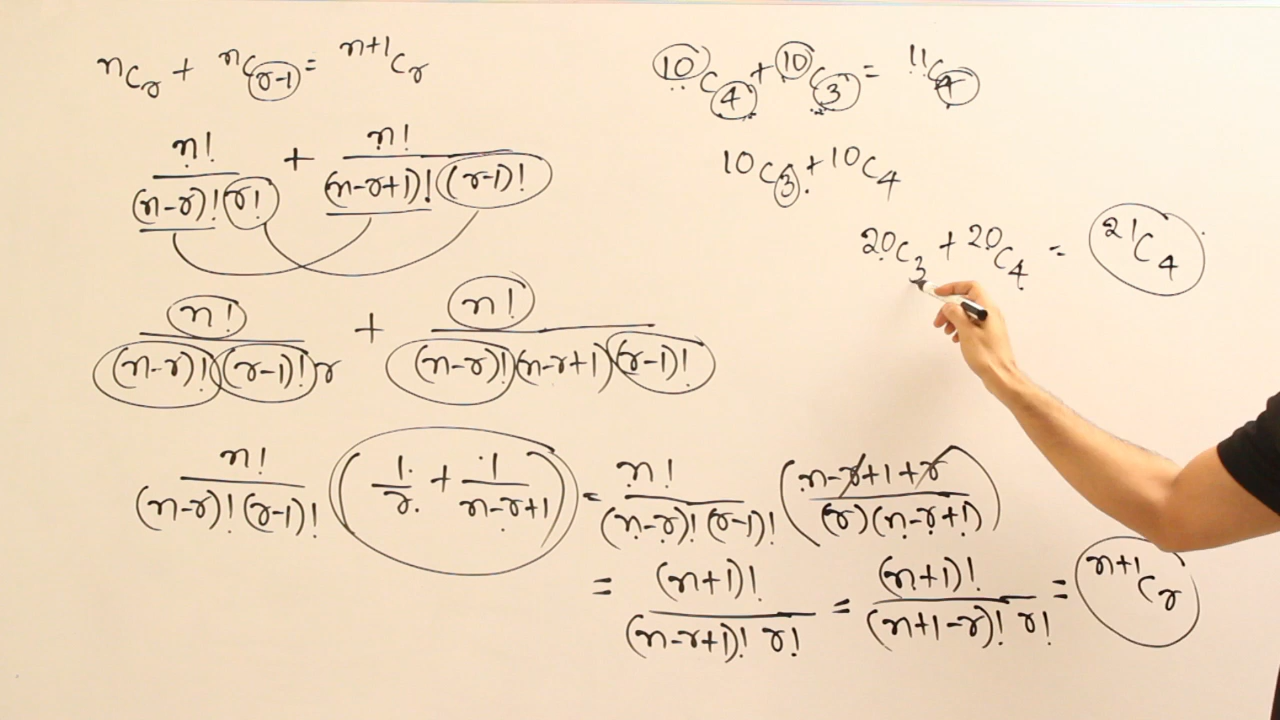 ⁿCᵣ + ⁿCᵣ₋₁ = ⁿ⁺¹Cᵣ
n!/((n-r)! r!) + n!/((n-r+1)! (r-1)!)
n!/((n-r)! (r-1)! r) + n!/((n-r)! (n-r+1) (r-1)!)
n!/((n-r)! (r-1)!) (1/r + 1/(n-r+1)) = n!/((n-r)! (r-1)!) ((n-r+1+r)/((r)(n-r+1)))
= (n+1)!/((n-r+1)! r!) = (n+1)!/((n+1-r)! r!) = ⁿ⁺¹Cᵣ
¹⁰C₄ + ¹⁰C₃ = ¹¹C₄
¹⁰C₃ + ¹⁰C₄
²⁰C₃ + ²⁰C₄ = ²¹C₄